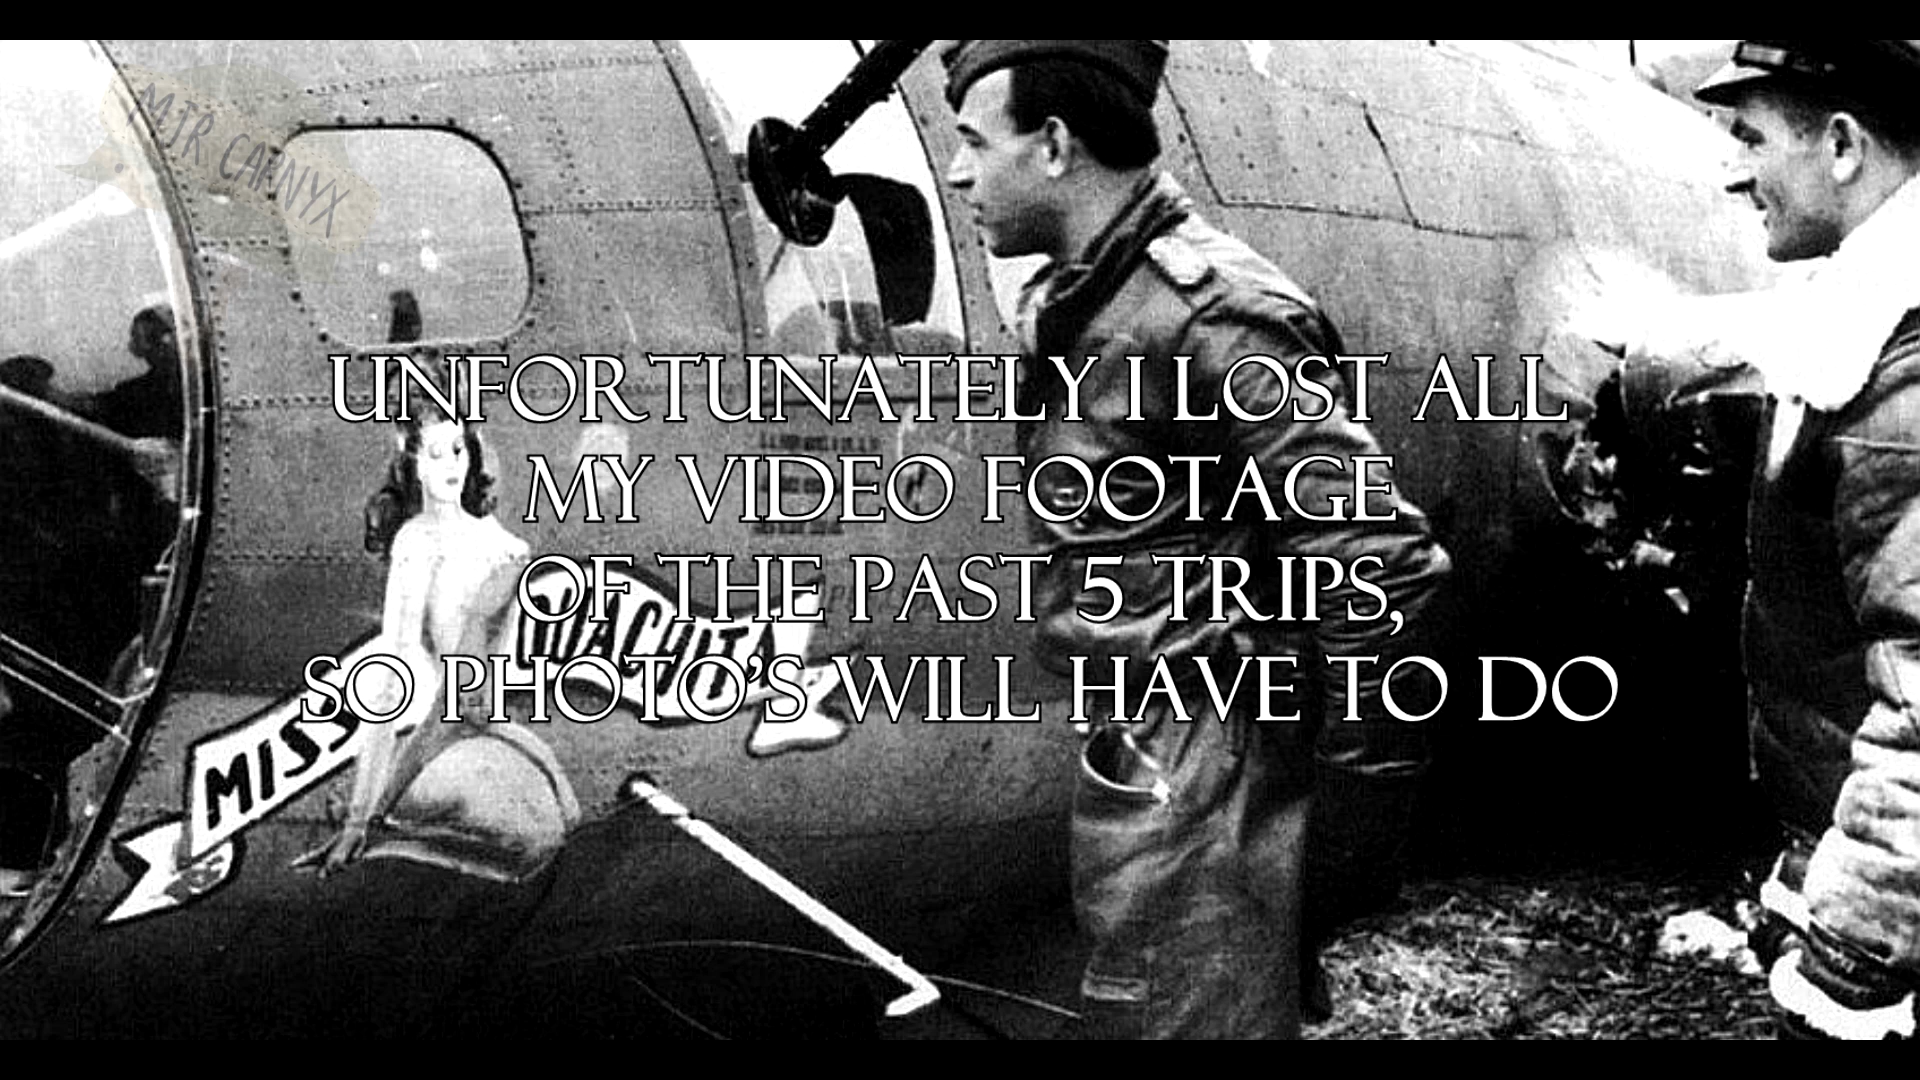 MJR CARNYX
UNFORTUNATELY I LOST ALL
MY VIDEO FOOTAGE
OF THE PAST 5 TRIPS,
SO PHOTO'S WILL HAVE TO DO
MISS OUACHITA